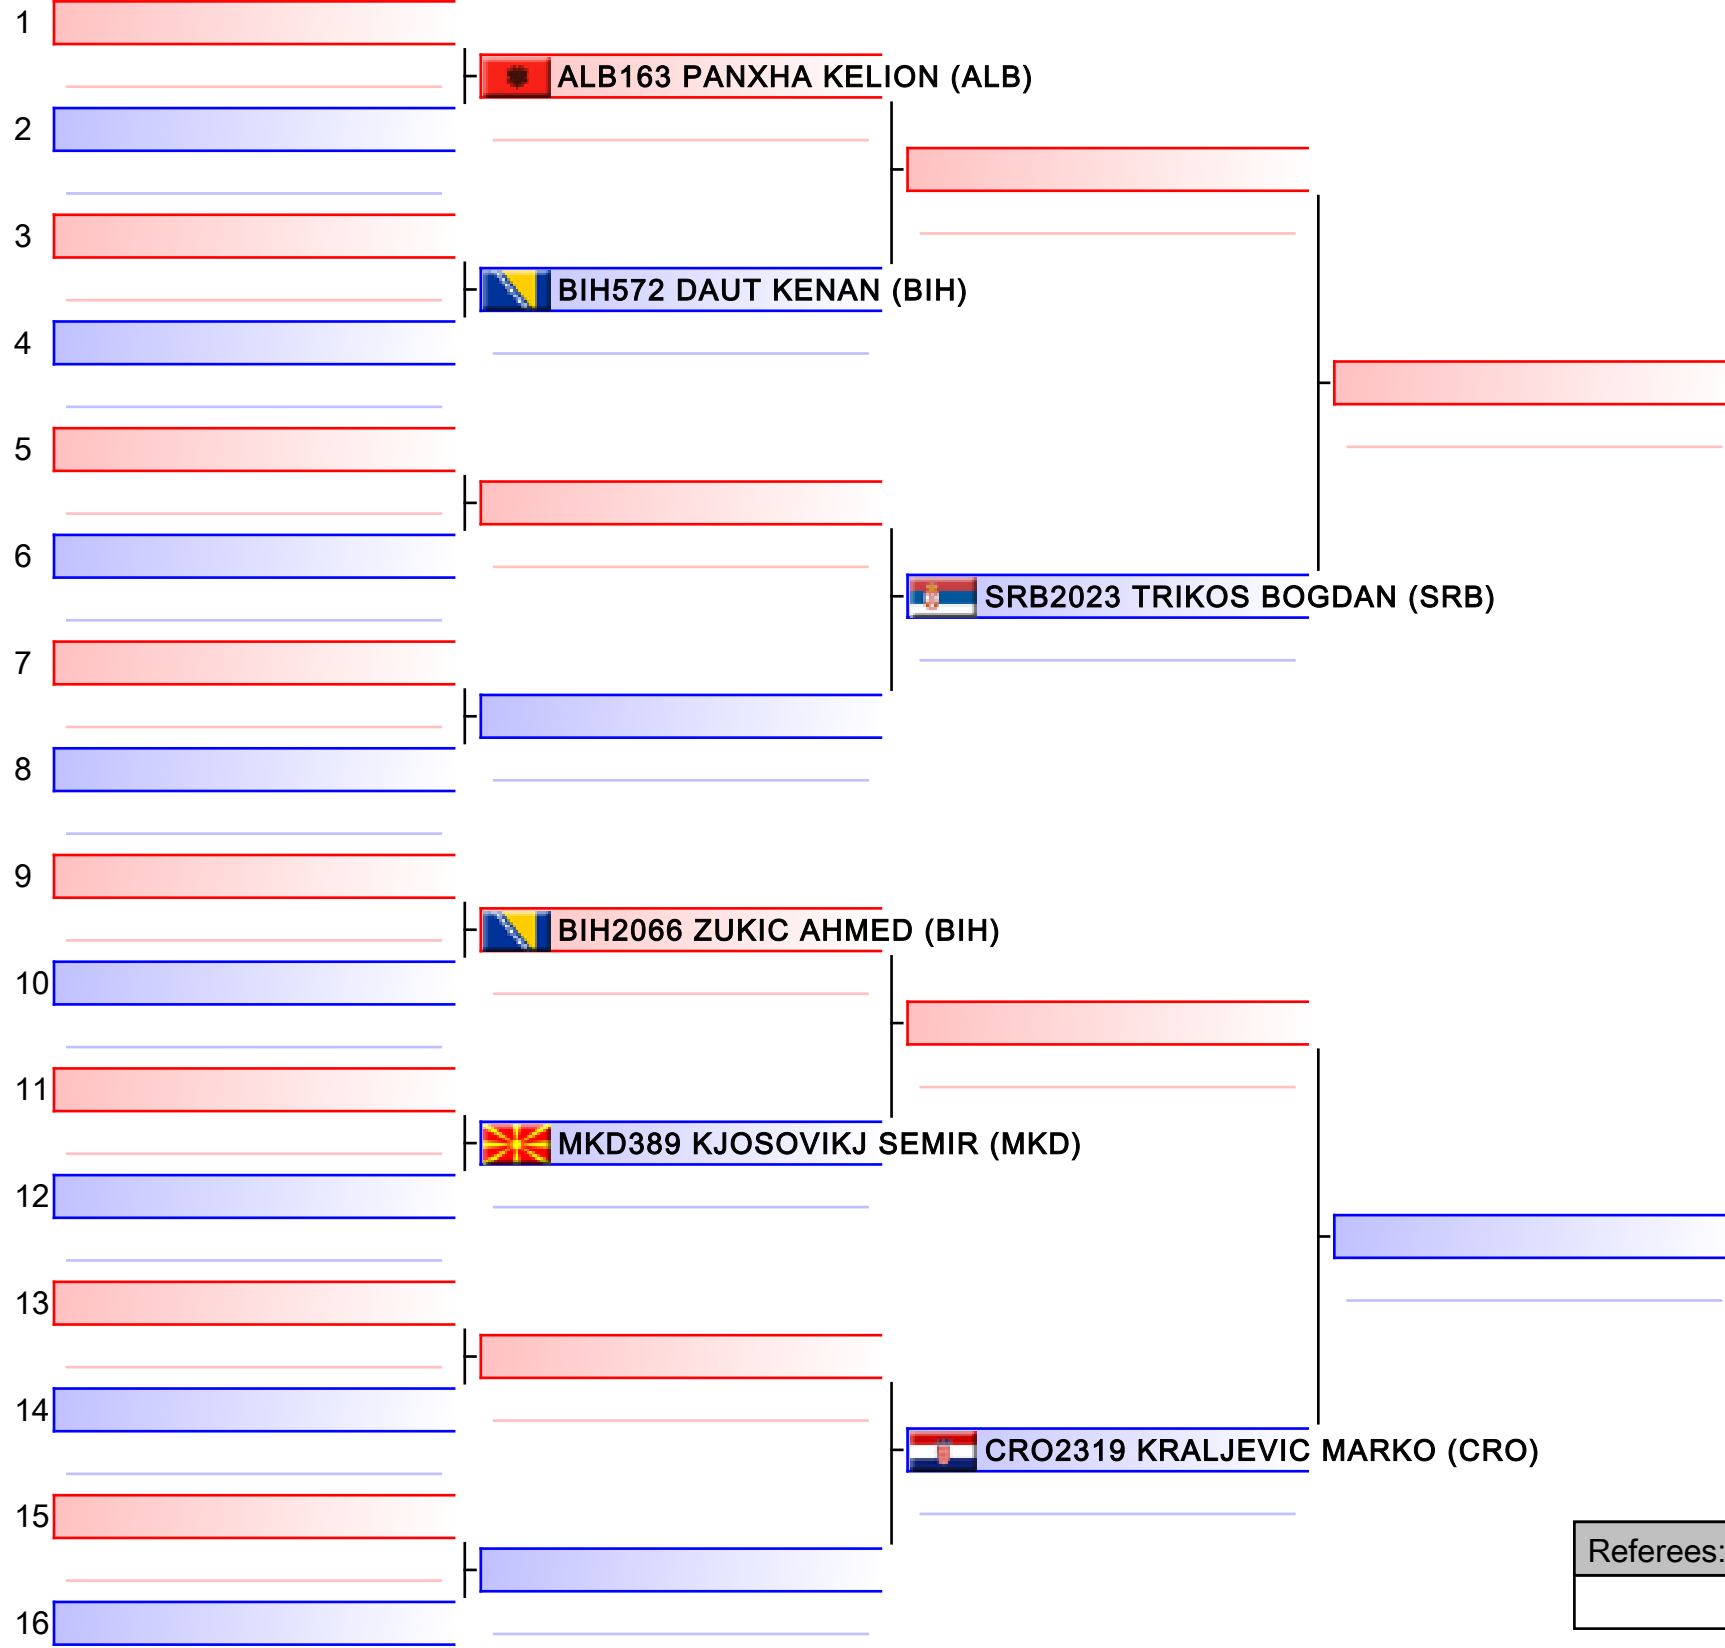 1
ALB163 PANXHA KELION (ALB)
2
3
BIH572 DAUT KENAN (BIH)
4
5
6
SRB2023 TRIKOS BOGDAN (SRB)
7
8
9
BIH2066 ZUKIC AHMED (BIH)
10
11
MKD389 KJOSOVIKJ SEMIR (MKD)
12
13
14
CRO2319 KRALJEVIC MARKO (CRO)
15
Referees:
16